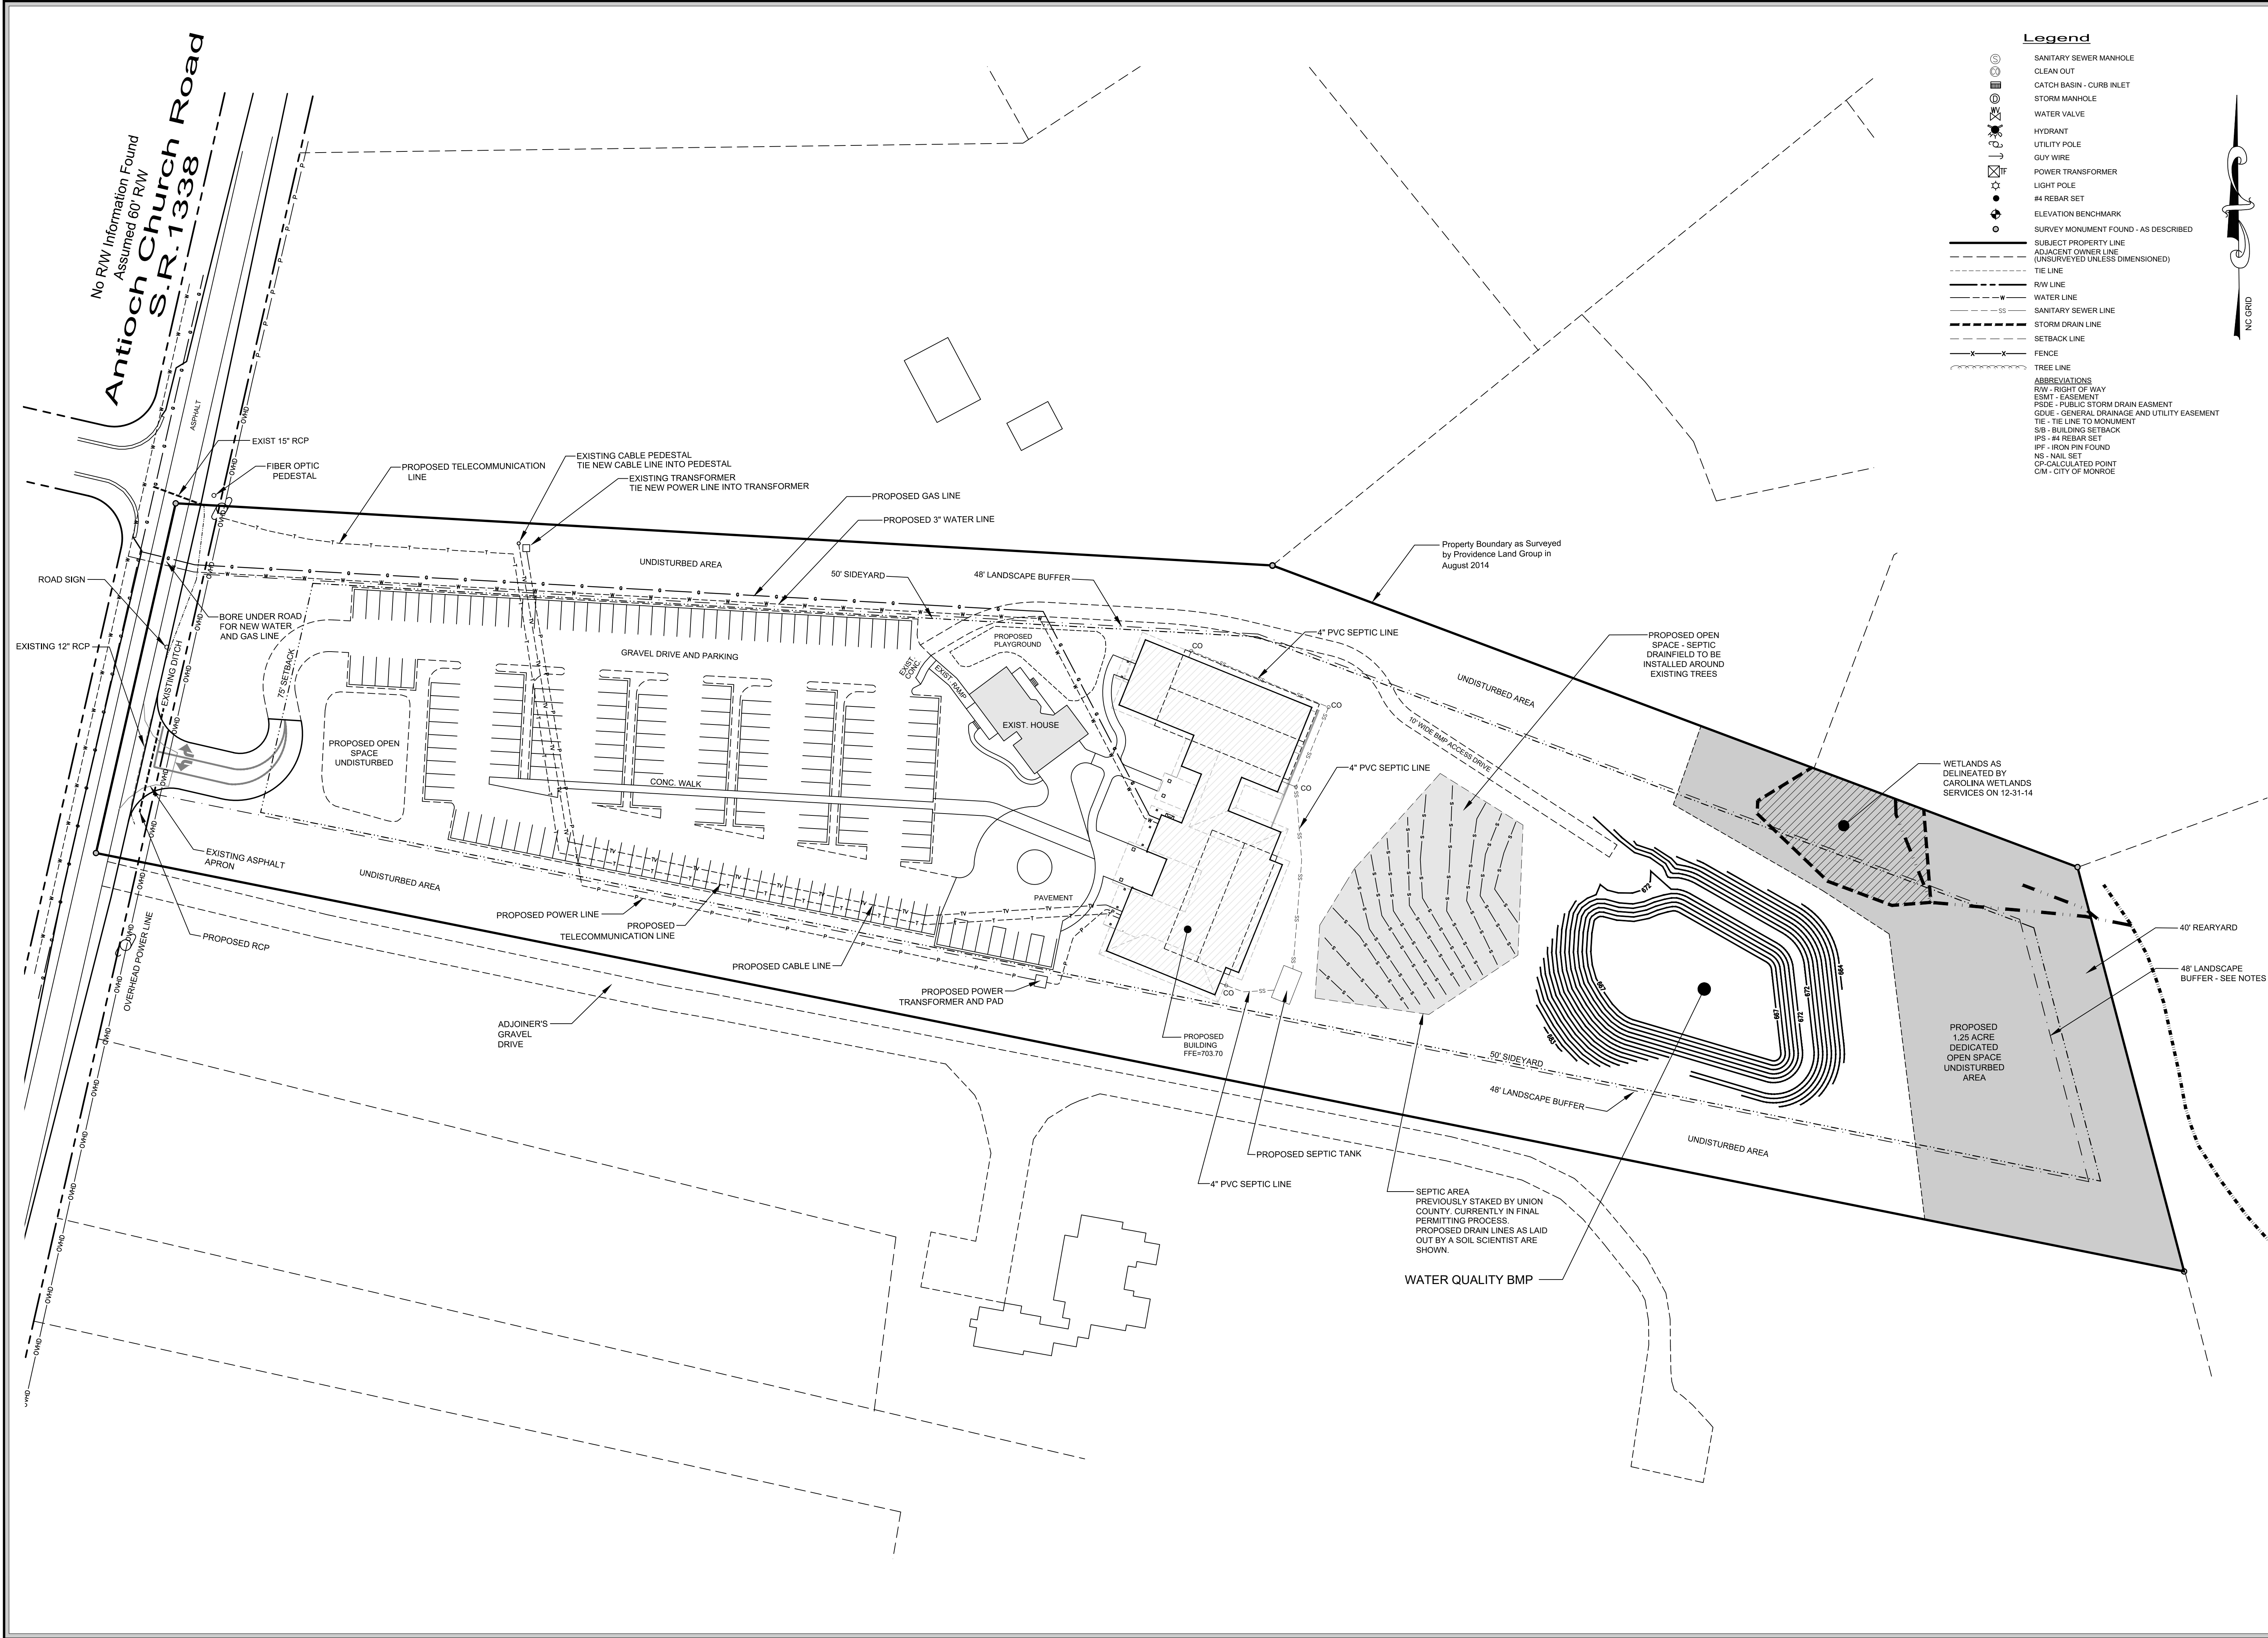 Legend
SANITARY SEWER MANHOLE
CLEAN OUT
CATCH BASIN - CURB INLET
STORM MANHOLE
WATER VALVE
HYDRANT
UTILITY POLE
GUY WIRE
POWER TRANSFORMER
LIGHT POLE
#4 REBAR SET
ELEVATION BENCHMARK
SURVEY MONUMENT FOUND - AS DESCRIBED
SUBJECT PROPERTY LINE
ADJACENT OWNER LINE
(UNSURVEYED UNLESS DIMENSIONED)
TIE LINE
R/W LINE
WATER LINE
SANITARY SEWER LINE
STORM DRAIN LINE
SETBACK LINE
FENCE
TREE LINE
ABBREVIATIONS
R/W - RIGHT OF WAY
ESMT - EASEMENT
PSDE - PUBLIC STORM DRAIN EASMENT
GDUE - GENERAL DRAINAGE AND UTILITY EASEMENT
TIE - TIE LINE TO MONUMENT
S/B - BUILDING SETBACK
IPS - #4 REBAR SET
IPF - IRON PIN FOUND
NS - NAIL SET
CP-CALCULATED POINT
C/M - CITY OF MONROE
NC GRID
No R/W Information Found
Assumed 60' R/W
Antioch Church Road
S.R.1338
ASPHALT
EXIST 15" RCP
FIBER OPTIC
PEDESTAL
PROPOSED TELECOMMUNICATION
LINE
EXISTING CABLE PEDESTAL
TIE NEW CABLE LINE INTO PEDESTAL
EXISTING TRANSFORMER
TIE NEW POWER LINE INTO TRANSFORMER
PROPOSED GAS LINE
PROPOSED 3" WATER LINE
UNDISTURBED AREA
50' SIDEYARD
48' LANDSCAPE BUFFER
Property Boundary as Surveyed
by Providence Land Group in
August 2014
ROAD SIGN
BORE UNDER ROAD
FOR NEW WATER
AND GAS LINE
EXISTING 12" RCP
EXISTING DITCH
75' SETBACK
GRAVEL DRIVE AND PARKING
PROPOSED
PLAYGROUND
EXIST.
CONC.
EXIST. RAMP
EXIST. HOUSE
CO
4" PVC SEPTIC LINE
CO
PROPOSED OPEN
SPACE - SEPTIC
DRAINFIELD TO BE
INSTALLED AROUND
EXISTING TREES
UNDISTURBED AREA
10' WIDE BMP ACCESS DRIVE
PROPOSED OPEN
SPACE
UNDISTURBED
CONC. WALK
4" PVC SEPTIC LINE
CO
WETLANDS AS
DELINEATED BY
CAROLINA WETLANDS
SERVICES ON 12-31-14
EXISTING ASPHALT
APRON
UNDISTURBED AREA
PAVEMENT
PROPOSED POWER LINE
PROPOSED
TELECOMMUNICATION LINE
PROPOSED RCP
OVERHEAD POWER LINE
PROPOSED CABLE LINE
PROPOSED POWER
TRANSFORMER AND PAD
CO
672
664
667
672
667
672
663
40' REARYARD
48' LANDSCAPE
BUFFER - SEE NOTES
ADJOINER'S
GRAVEL
DRIVE
PROPOSED
BUILDING
FFE=703.70
PROPOSED
1.25 ACRE
DEDICATED
OPEN SPACE
UNDISTURBED
AREA
50' SIDEYARD
48' LANDSCAPE BUFFER
UNDISTURBED AREA
PROPOSED SEPTIC TANK
4" PVC SEPTIC LINE
SEPTIC AREA
PREVIOUSLY STAKED BY UNION
COUNTY. CURRENTLY IN FINAL
PERMITTING PROCESS.
PROPOSED DRAIN LINES AS LAID
OUT BY A SOIL SCIENTIST ARE
SHOWN.
WATER QUALITY BMP